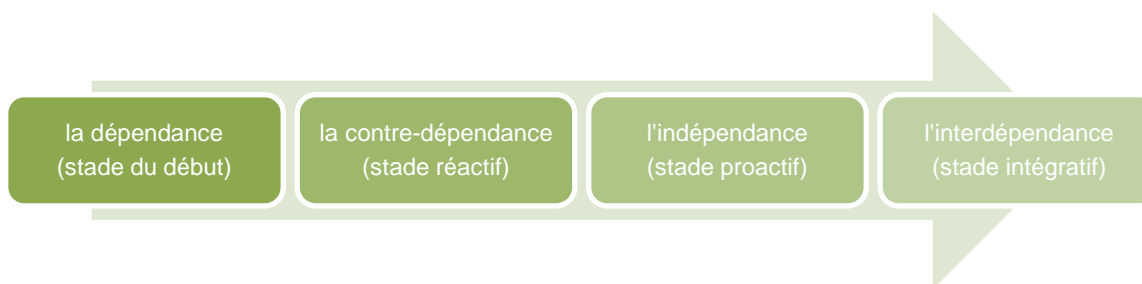 la dépendance
(stade du début)
la contre-dépendance
(stade réactif)
l'indépendance
(stade proactif)
l'interdépendance
(stade intégratif)